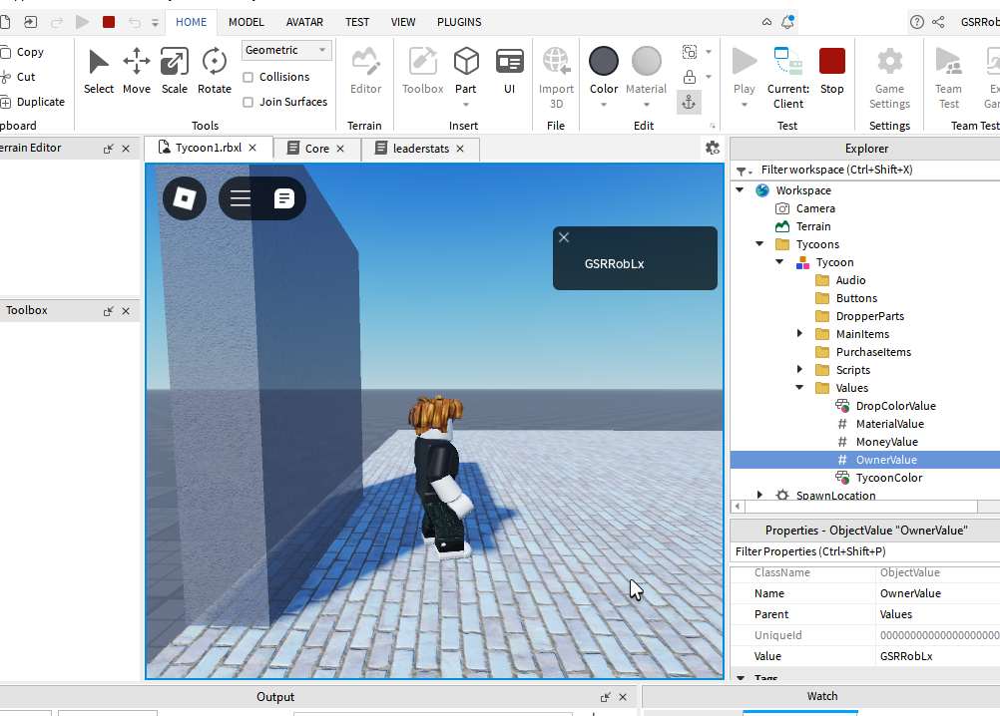 HOME MODEL AVATAR TEST VIEW PLUGINS
GSRRob
Copy
Cut
Duplicate
pboard
Select Move Scale Rotate
Geometric
Collisions
Join Surfaces
Tools
Editor
Terrain
Toolbox Part UI
Insert
Import
3D
File
Color Material
Edit
Play Current:
Client Stop
Test
Game
Settings
Settings
Team
Test
Ex
Gam
Team Test
errain Editor
Toolbox
Tycoon1.rbxl
Core
leaderstats
GSRRobLx
Explorer
Filter workspace (Ctrl+Shift+X)
Workspace
Camera
Terrain
Tycoons
Tycoon
Audio
Buttons
DropperParts
MainItems
PurchaseItems
Scripts
Values
DropColorValue
MaterialValue
MoneyValue
OwnerValue
TycoonColor
SpawnLocation
Properties - ObjectValue "OwnerValue"
Filter Properties (Ctrl+Shift+P)
ClassName ObjectValue
Name OwnerValue
Parent Values
UniqueId 00000000000000000000
Value GSRRobLx
Tags
Output
Watch